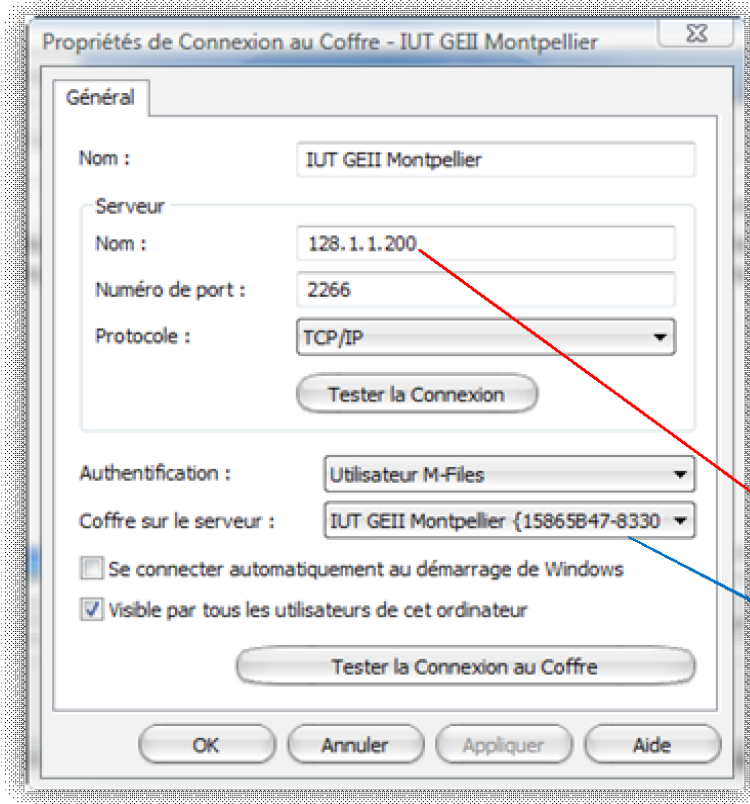 Propriétés de Connexion au Coffre - IUT GEII Montpellier
Général
Nom : IUT GEII Montpellier
Serveur
Nom : 128.1.1.200
Numéro de port : 2266
Protocole : TCP/IP
Tester la Connexion
Authentification : Utilisateur M-Files
Coffre sur le serveur : IUT GEII Montpellier {15865B47-8330
Se connecter automatiquement au démarrage de Windows
Visible par tous les utilisateurs de cet ordinateur
Tester la Connexion au Coffre
OK Annuler Appliquer Aide